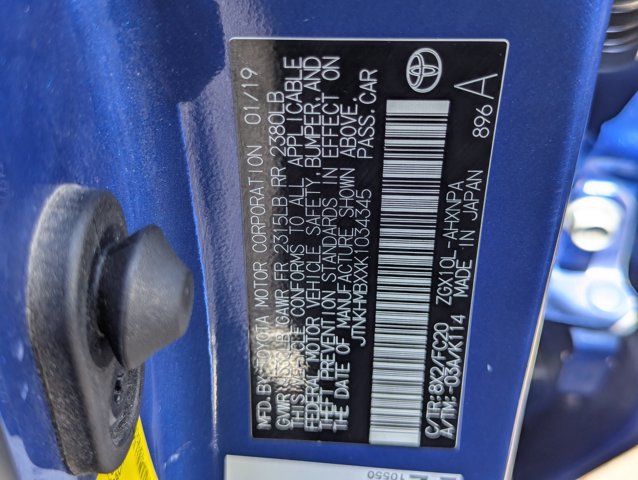 MFD. BY TOYOTA MOTOR CORPORATION 01/19
GVWR GAWR FR 2315LB RR 2380LB
THIS VEHICLE CONFORMS TO ALL APPLICABLE
FEDERAL MOTOR VEHICLE SAFETY, BUMPER, AND
THEFT PREVENTION STANDARDS IN EFFECT ON
THE DATE OF MANUFACTURE SHOWN ABOVE.
JTNKHMBXXK1034345 PASS. CAR
C/TR: 8X2/FC20 ZGX10L-AHXNPA
A/TM: -03A/K114 MADE IN JAPAN
896 A
10550